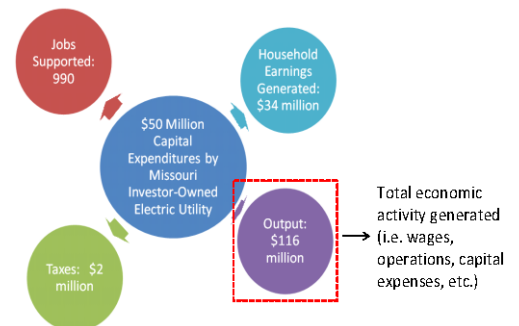 Jobs
Supported:
990
Household
Earnings
Generated:
$34 million
$50 Million
Capital
Expenditures by
Missouri
Investor-Owned
Electric Utility
Taxes:  $2
million
Output:
$116
million
Total economic
activity generated
(i.e. wages,
operations, capital
expenses, etc.)